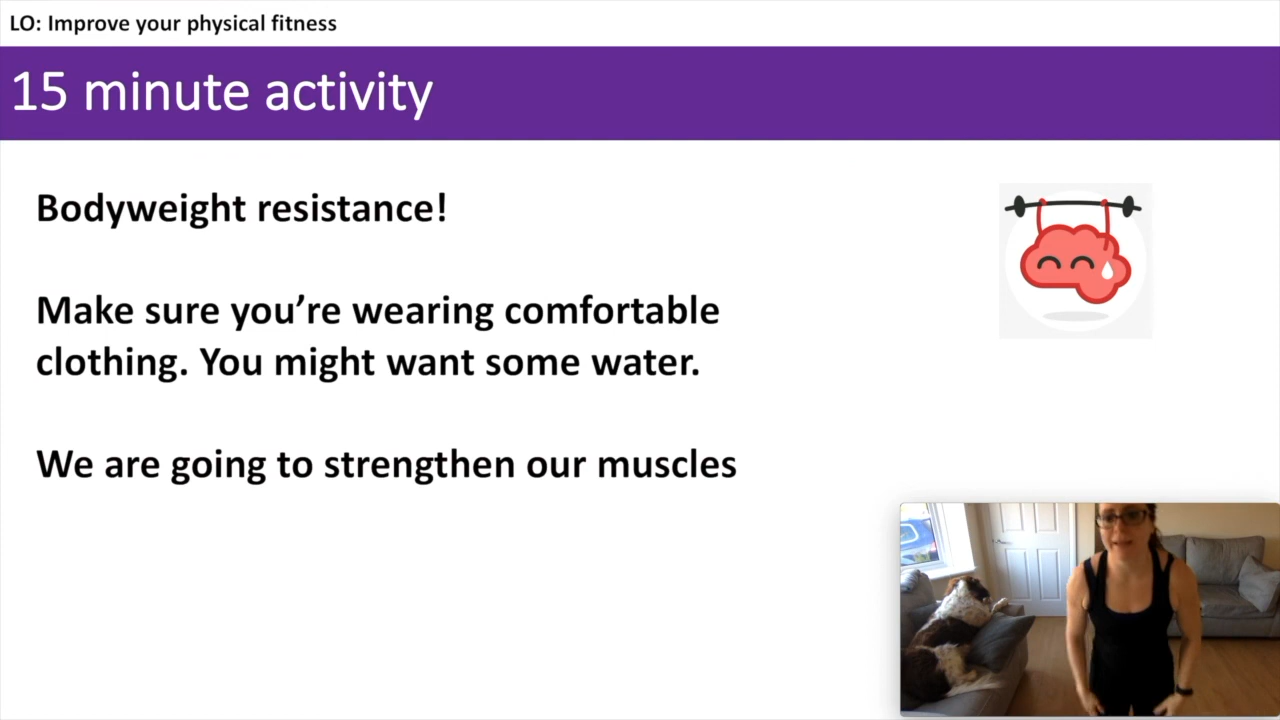 LO: Improve your physical fitness
15 minute activity
Bodyweight resistance!
Make sure you’re wearing comfortable
clothing. You might want some water.
We are going to strengthen our muscles